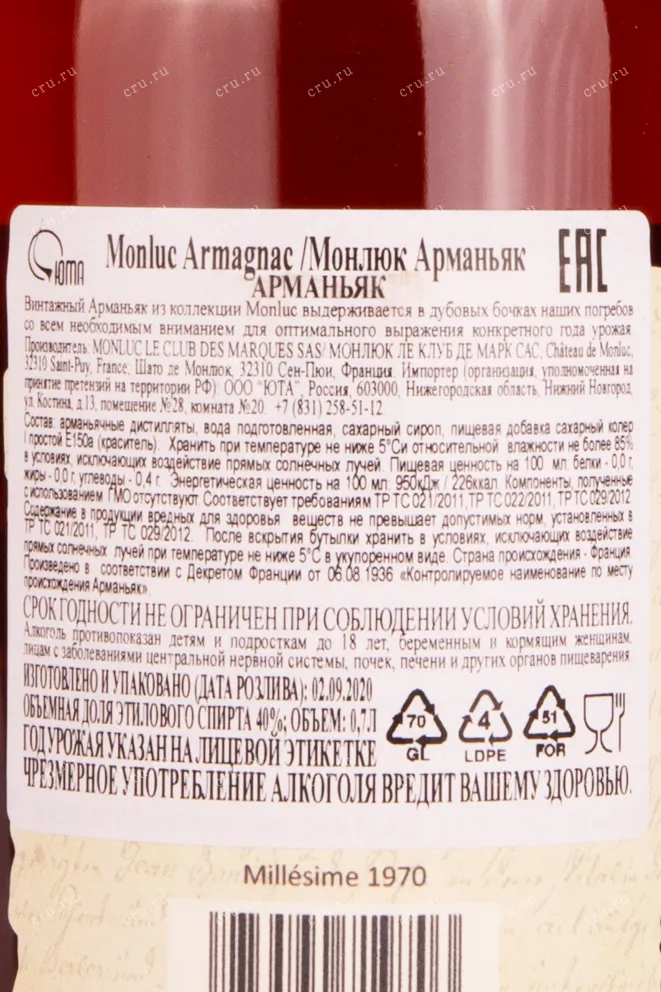 cru.ru cru.ru cru.ru cru.ru cru.ru
ЮТА
Monluc Armagnac /Монлюк Арманьяк
EAC
АРМАНЬЯК
Винтажный Арманьяк из коллекции Monluc выдерживается в дубовых бочках наших погребов
со всем необходимым вниманием для оптимального выражения конкретного года урожая.
Производитель: MONLUC LE CLUB DES MARQUES SAS/ МОНЛЮК ЛЕ КЛУБ ДЕ МАРК САС, Château de Monluc,
32310 Saint-Puy, France, Шато де Монлюк, 32310 Сен-Пюи, Франция. Импортер (организация, уполномоченная на
принятие претензий на территории РФ): ООО "ЮТА", Россия, 603000, Нижегородская область, Нижний Новгород,
ул. Костина, д.13, помещение №28, комната №20. +7 (831) 258-51-12.
Состав: арманьячные дистилляты, вода подготовленная, сахарный сироп, пищевая добавка сахарный колер
I простой E150a (краситель). Хранить при температуре не ниже 5°Си относительной влажности не более 85%
в условиях, исключающих воздействие прямых солнечных лучей. Пищевая ценность на 100 мл: белки - 0,0 г,
жиры - 0,0 г, углеводы - 0,4 г. Энергетическая ценность на 100 мл: 950кДж / 226ккал. Компоненты, полученные
с использованием ГМО отсутствуют. Соответствует требованиям ТР ТС 021/2011, ТР ТС 022/2011, ТР ТС 029/2012.
Содержание в продукции вредных для здоровья веществ не превышает допустимых норм, установленных в
ТР ТС 021/2011, ТР ТС 029/2012. После вскрытия бутылки хранить в условиях, исключающих воздействие
прямых солнечных лучей при температуре не ниже 5°С в укупоренном виде. Страна происхождения - Франция.
Произведено в соответствии с Декретом Франции от 06.08.1936 «Контролируемое наименование по месту
происхождения Арманьяк».
СРОК ГОДНОСТИ НЕ ОГРАНИЧЕН ПРИ СОБЛЮДЕНИИ УСЛОВИЙ ХРАНЕНИЯ.
Алкоголь противопоказан детям и подросткам до 18 лет, беременным и кормящим женщинам,
лицам с заболеваниями центральной нервной системы, почек, печени и других органов пищеварения.
ИЗГОТОВЛЕНО И УПАКОВАНО (ДАТА РОЗЛИВА): 02.09.2020
ОБЪЕМНАЯ ДОЛЯ ЭТИЛОВОГО СПИРТА 40%; ОБЪЕМ: 0,7Л
ГОД УРОЖАЯ УКАЗАН НА ЛИЦЕВОЙ ЭТИКЕТКЕ
70 4 51
GL LDPE FOR
ЧРЕЗМЕРНОЕ УПОТРЕБЛЕНИЕ АЛКОГОЛЯ ВРЕДИТ ВАШЕМУ ЗДОРОВЬЮ.
Millésime 1970